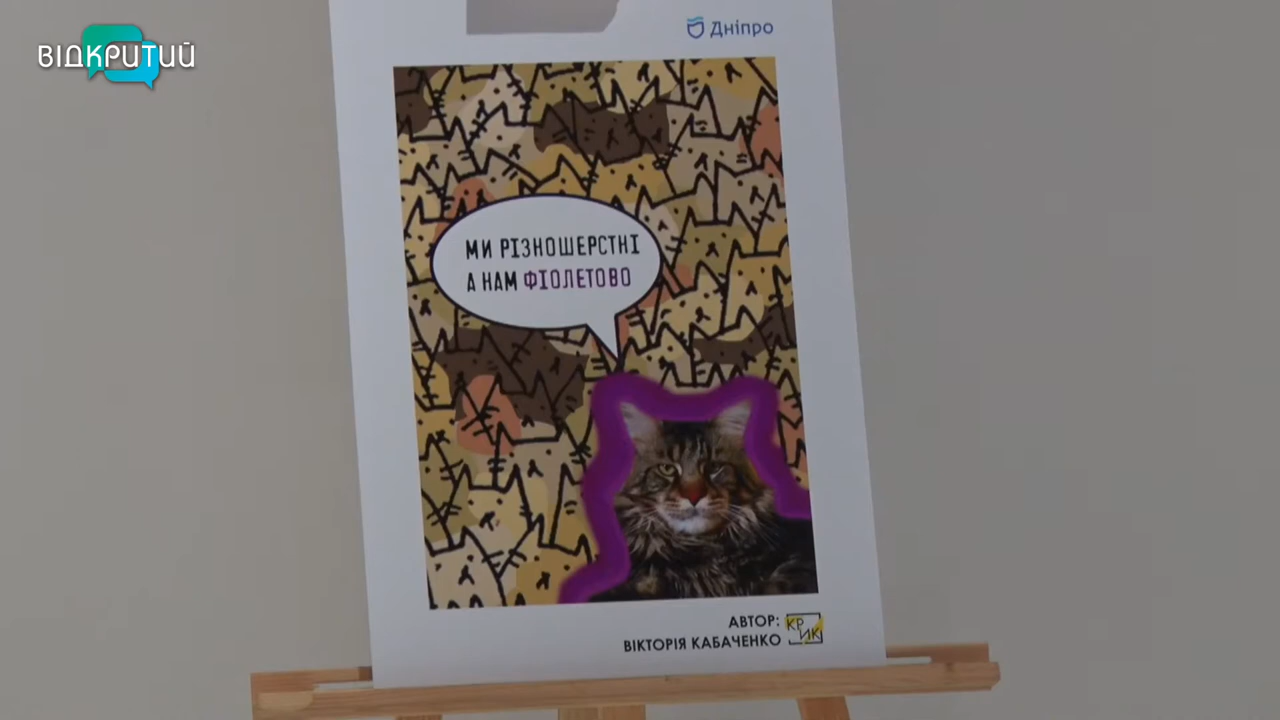 ВІДКРИТИЙ
Дніпро
МИ РІЗНОШЕРСТНІ
А НАМ ФІОЛЕТОВО
АВТОР:
ВІКТОРІЯ КАБАЧЕНКО
КР
ИК